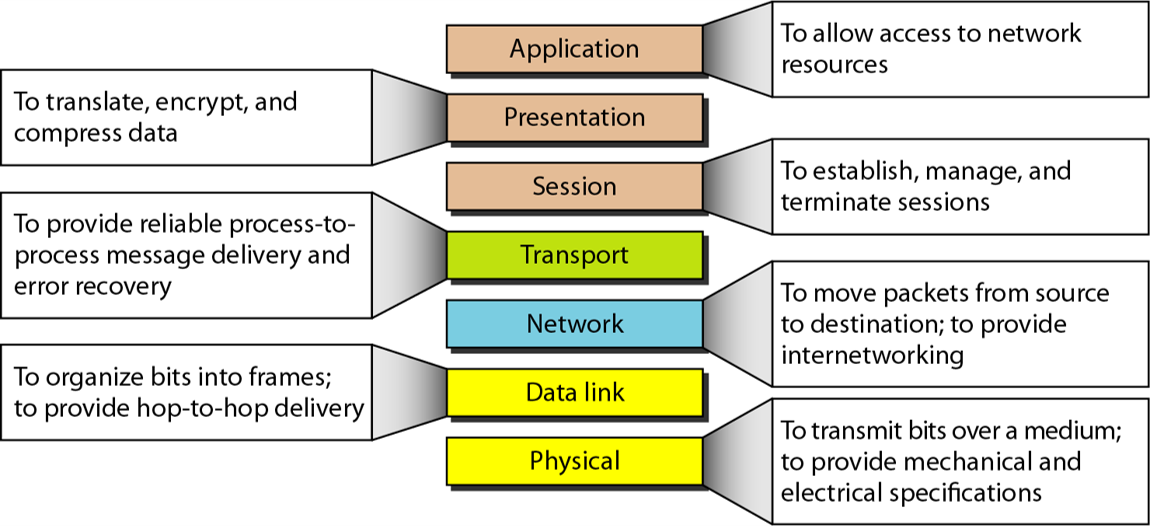 Application
To allow access to network
resources
To translate, encrypt, and
compress data
Presentation
Session
To establish, manage, and
terminate sessions
To provide reliable process-to-
process message delivery and
error recovery
Transport
Network
To move packets from source
to destination; to provide
internetworking
To organize bits into frames;
to provide hop-to-hop delivery
Data link
Physical
To transmit bits over a medium;
to provide mechanical and
electrical specifications